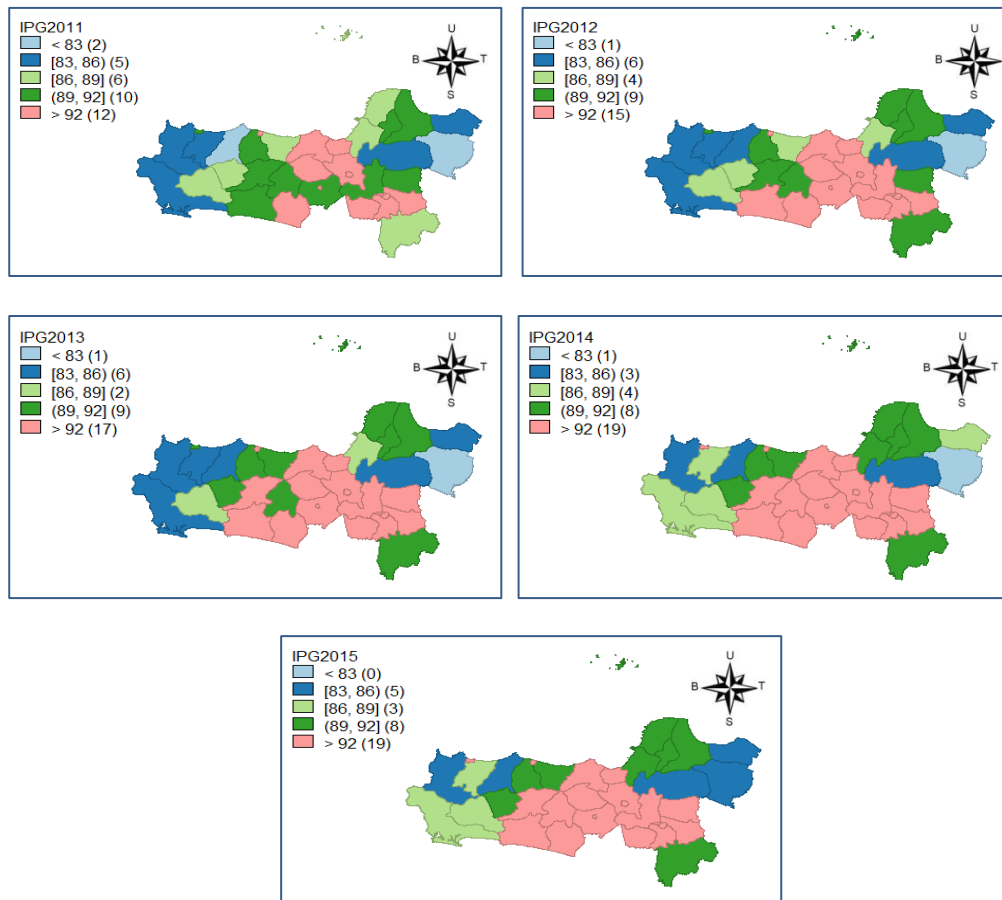 IPG2011
< 83 (2)
[83, 86) (5)
[86, 89] (6)
(89, 92] (10)
> 92 (12)
U
B
T
S
IPG2012
< 83 (1)
[83, 86) (6)
[86, 89] (4)
(89, 92] (9)
> 92 (15)
U
B
T
S
IPG2013
< 83 (1)
[83, 86) (6)
[86, 89] (2)
(89, 92] (9)
> 92 (17)
U
B
T
S
IPG2014
< 83 (1)
[83, 86) (3)
[86, 89] (4)
(89, 92] (8)
> 92 (19)
U
B
T
S
IPG2015
< 83 (0)
[83, 86) (5)
[86, 89] (3)
(89, 92] (8)
> 92 (19)
U
B
T
S